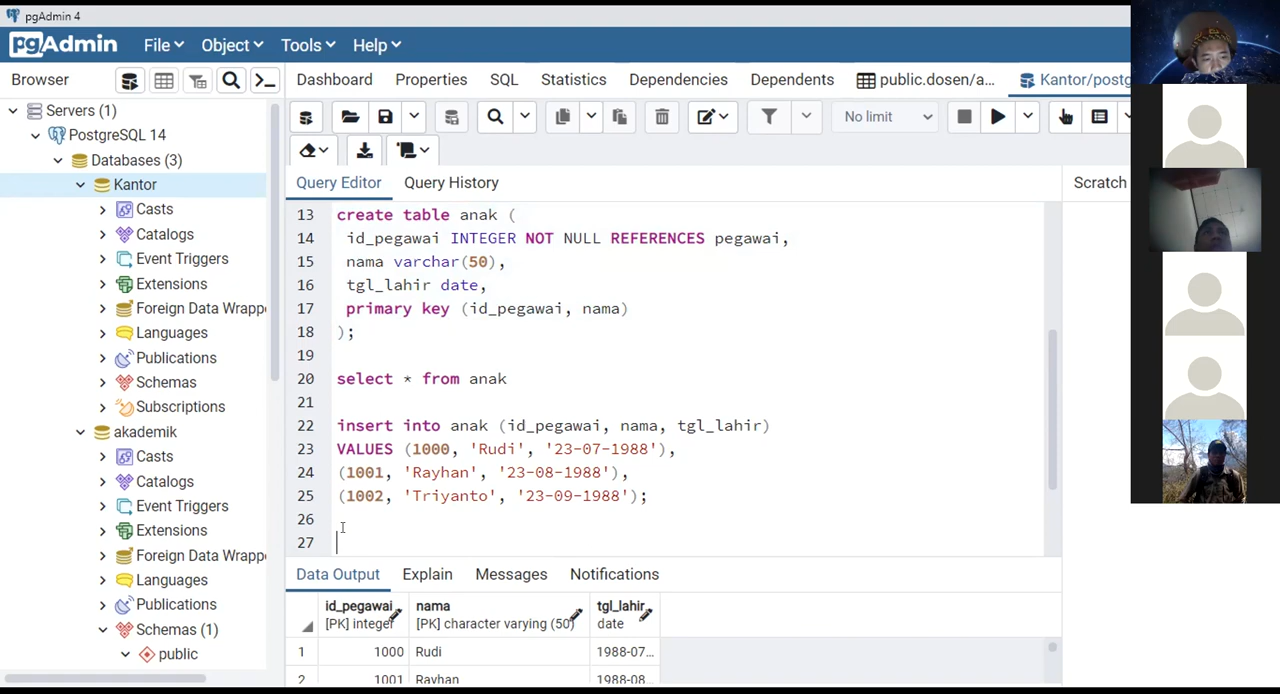 pgAdmin 4
pgAdmin File Object Tools Help
Browser
Dashboard Properties SQL Statistics Dependencies Dependents public.dosen/a... Kantor/postg
No limit
Servers (1)
PostgreSQL 14
Databases (3)
Kantor
Casts
Catalogs
Event Triggers
Extensions
Foreign Data Wrappe
Languages
Publications
Schemas
Subscriptions
akademik
Casts
Catalogs
Event Triggers
Extensions
Foreign Data Wrappe
Languages
Publications
Schemas (1)
public
Query Editor Query History
Scratch
13 create table anak (
14 id_pegawai INTEGER NOT NULL REFERENCES pegawai,
15 nama varchar(50),
16 tgl_lahir date,
17 primary key (id_pegawai, nama)
18 );
19
20 select * from anak
21
22 insert into anak (id_pegawai, nama, tgl_lahir)
23 VALUES (1000, 'Rudi', '23-07-1988'),
24 (1001, 'Rayhan', '23-08-1988'),
25 (1002, 'Triyanto', '23-09-1988');
26
27
Data Output Explain Messages Notifications
id_pegawai nama tgl_lahir
[PK] integer [PK] character varying (50) date
1 1000 Rudi 1988-07...
2 1001 Rayhan 1988-08...